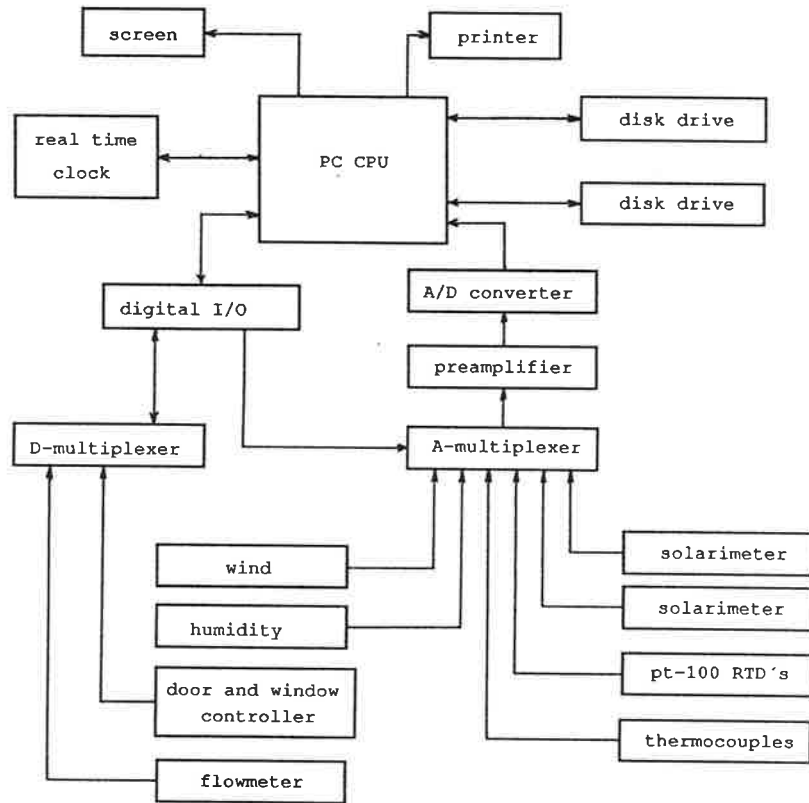 screen
printer
real time
clock
PC CPU
disk drive
disk drive
digital I/O
A/D converter
preamplifier
D-multiplexer
A-multiplexer
wind
solarimeter
humidity
solarimeter
door and window
controller
pt-100 RTD´s
flowmeter
thermocouples